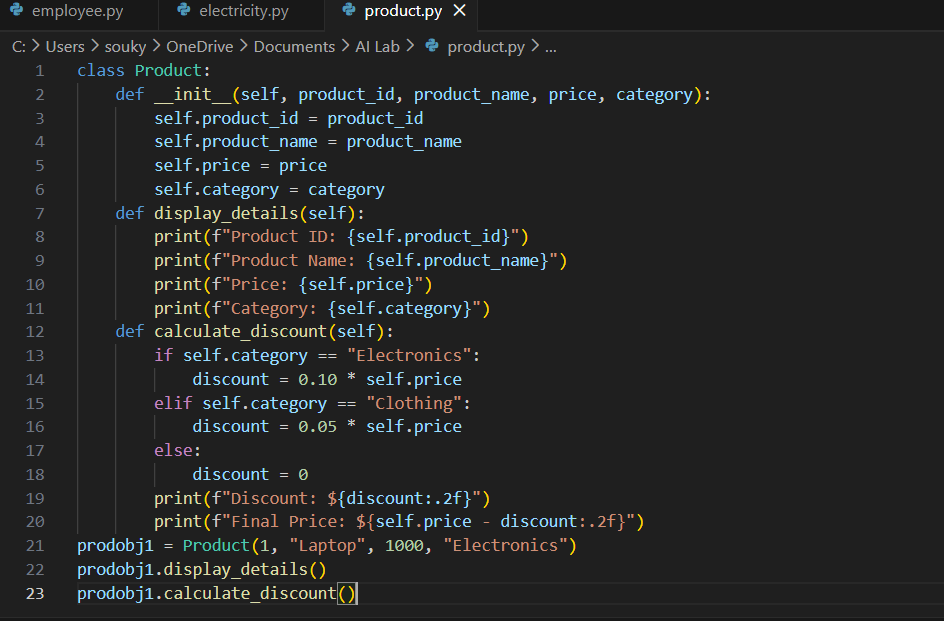 employee.py electricity.py product.py
C: > Users > souky > OneDrive > Documents > AI Lab > product.py > ...
1 class Product:
2     def __init__(self, product_id, product_name, price, category):
3         self.product_id = product_id
4         self.product_name = product_name
5         self.price = price
6         self.category = category
7     def display_details(self):
8         print(f"Product ID: {self.product_id}")
9         print(f"Product Name: {self.product_name}")
10         print(f"Price: {self.price}")
11         print(f"Category: {self.category}")
12     def calculate_discount(self):
13         if self.category == "Electronics":
14             discount = 0.10 * self.price
15         elif self.category == "Clothing":
16             discount = 0.05 * self.price
17         else:
18             discount = 0
19         print(f"Discount: ${discount:.2f}")
20         print(f"Final Price: ${self.price - discount:.2f}")
21 prodobj1 = Product(1, "Laptop", 1000, "Electronics")
22 prodobj1.display_details()
23 prodobj1.calculate_discount()